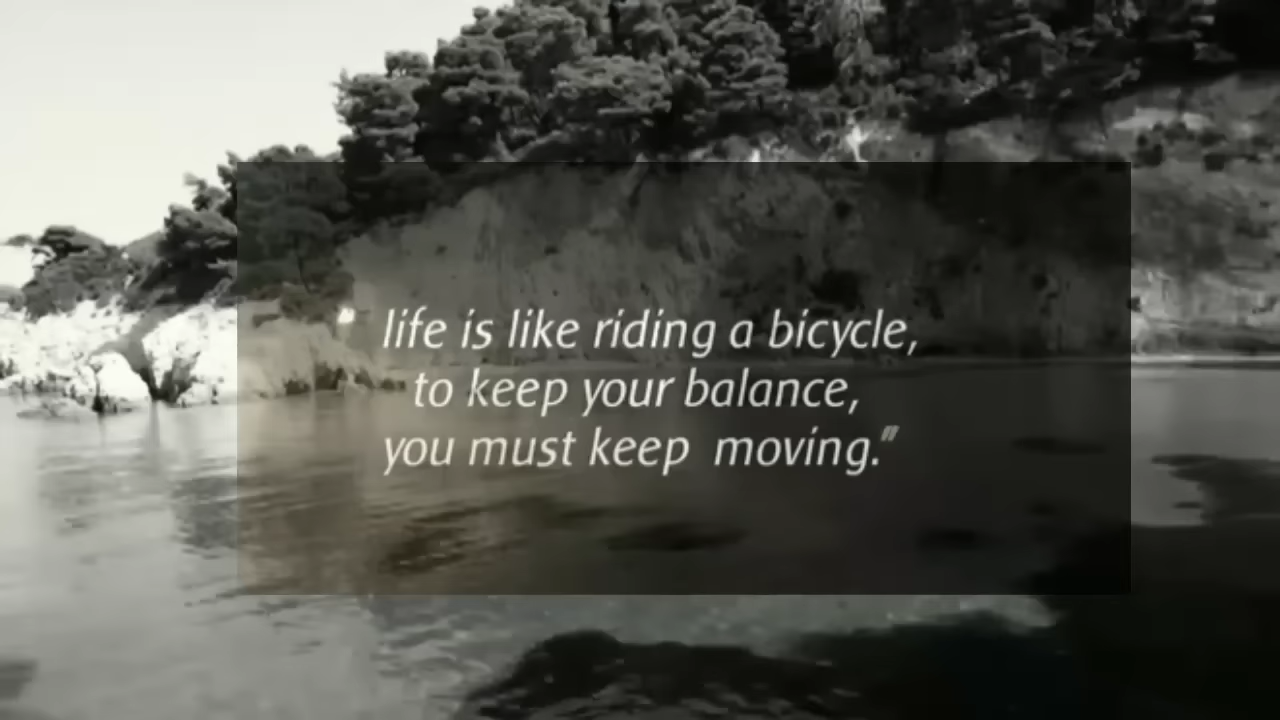 life is like riding a bicycle,
to keep your balance,
you must keep moving."